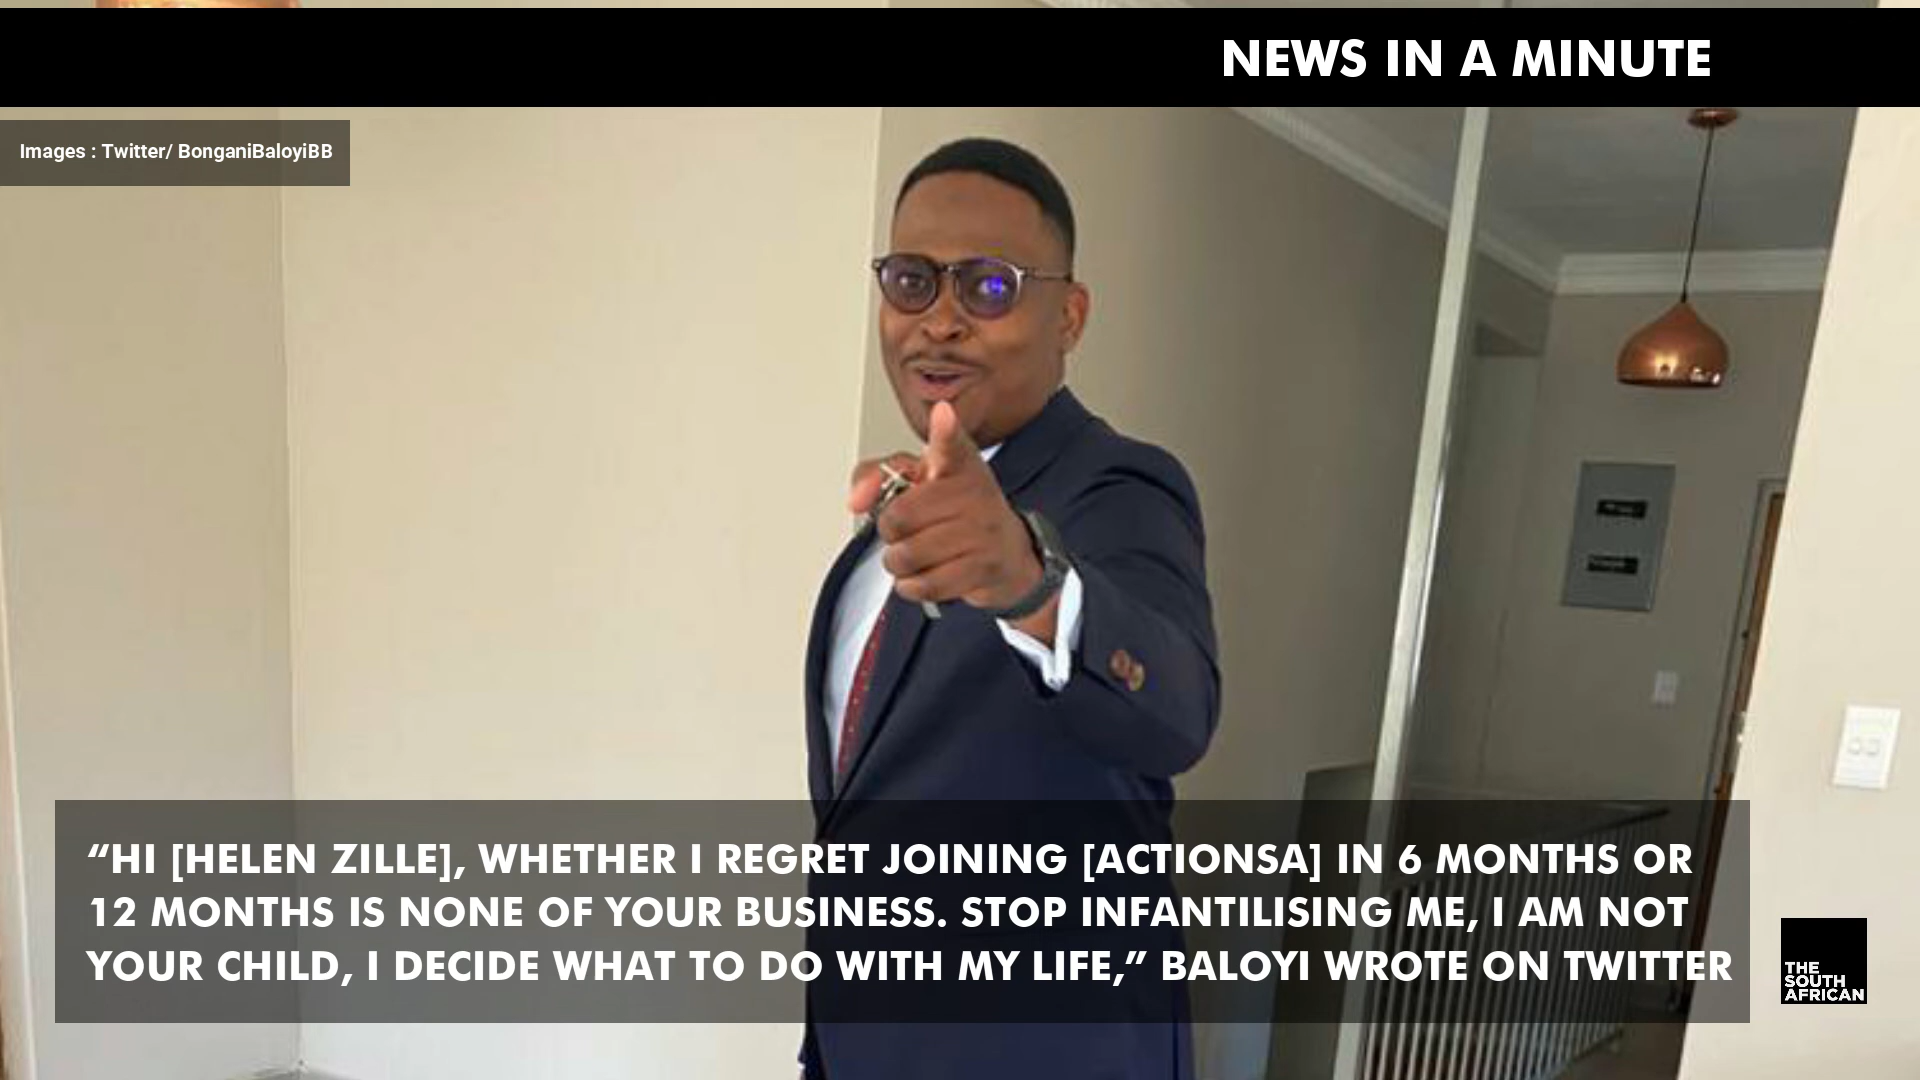 NEWS IN A MINUTE
Images : Twitter/ BonganiBaloyiBB
“HI [HELEN ZILLE], WHETHER I REGRET JOINING [ACTIONSA] IN 6 MONTHS OR
12 MONTHS IS NONE OF YOUR BUSINESS. STOP INFANTILISING ME, I AM NOT
YOUR CHILD, I DECIDE WHAT TO DO WITH MY LIFE,” BALOYI WROTE ON TWITTER
THE
SOUTH
AFRICAN